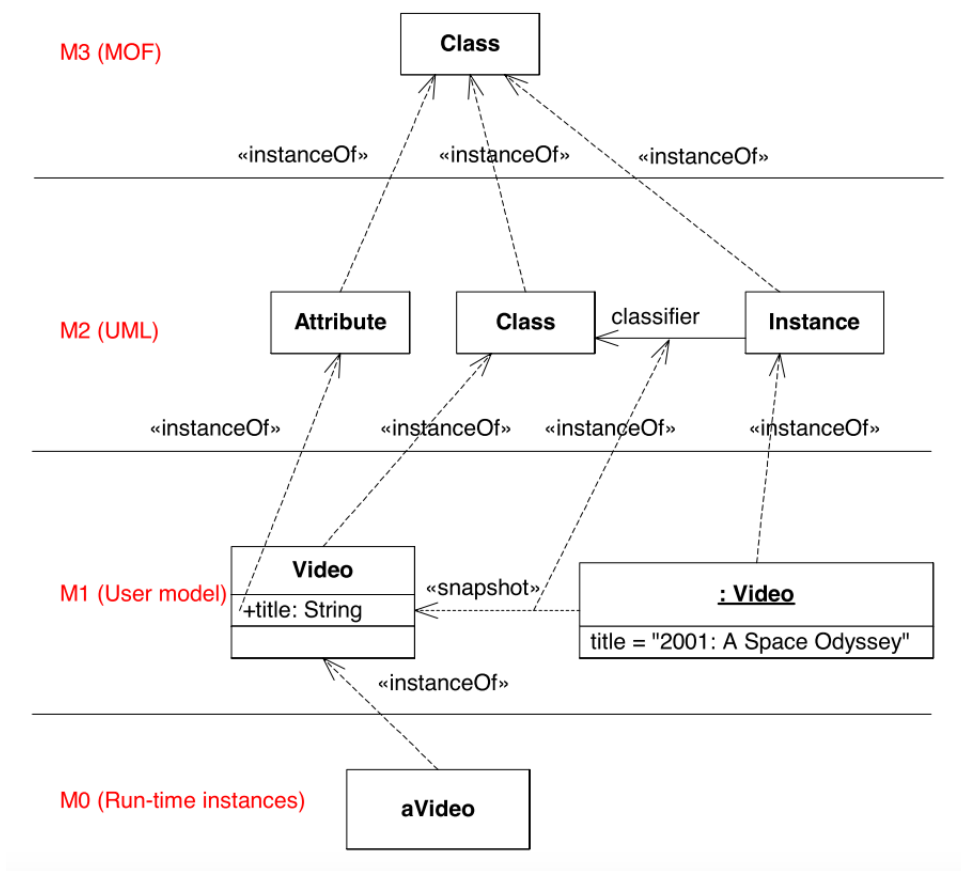 M3 (MOF)
Class
«instanceOf»
«instanceOf»
«instanceOf»
M2 (UML)
Attribute
Class
classifier
Instance
«instanceOf»
«instanceOf»
«instanceOf»
«instanceOf»
M1 (User model)
Video
+title: String
«snapshot»
: Video
title = "2001: A Space Odyssey"
«instanceOf»
M0 (Run-time instances)
aVideo